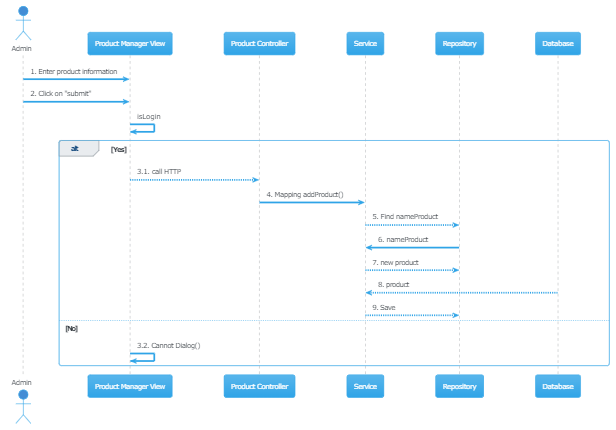 Admin
Product Manager View
Product Controller
Service
Repository
Database
1. Enter product information
2. Click on "submit"
isLogin
alt
[Yes]
3.1. call HTTP
4. Mapping addProduct()
5. Find nameProduct
6. nameProduct
7. new product
8. product
9. Save
[No]
3.2. Cannot Dialog()
Admin
Product Manager View
Product Controller
Service
Repository
Database